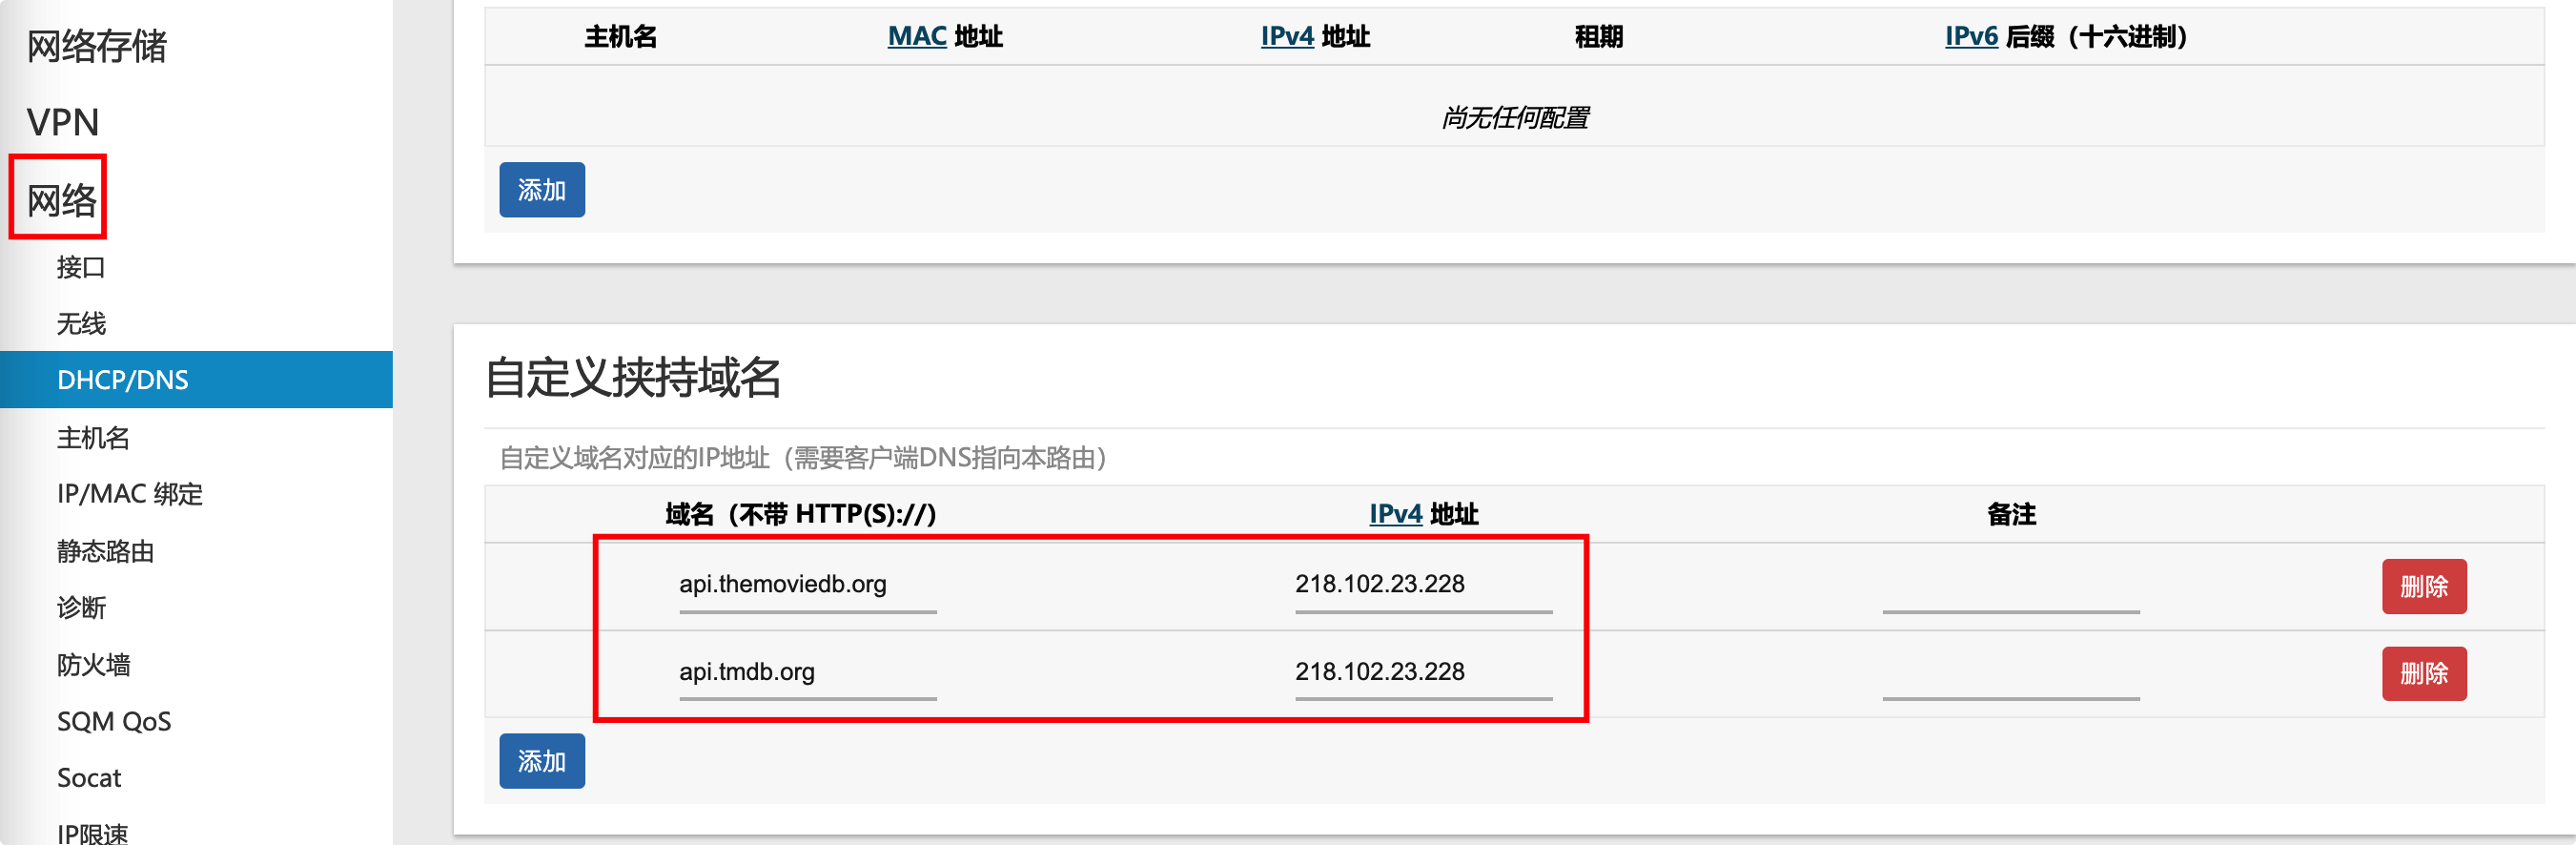 网络存储
VPN
网络
接口
无线
DHCP/DNS
主机名
IP/MAC 绑定
静态路由
诊断
防火墙
SQM QoS
Socat
IP限速
主机名 MAC 地址 IPv4 地址 租期 IPv6 后缀（十六进制）
尚无任何配置
添加
自定义挟持域名
自定义域名对应的IP地址（需要客户端DNS指向本路由）
域名（不带 HTTP(S)://） IPv4 地址 备注
api.themoviedb.org 218.102.23.228 删除
api.tmdb.org 218.102.23.228 删除
添加